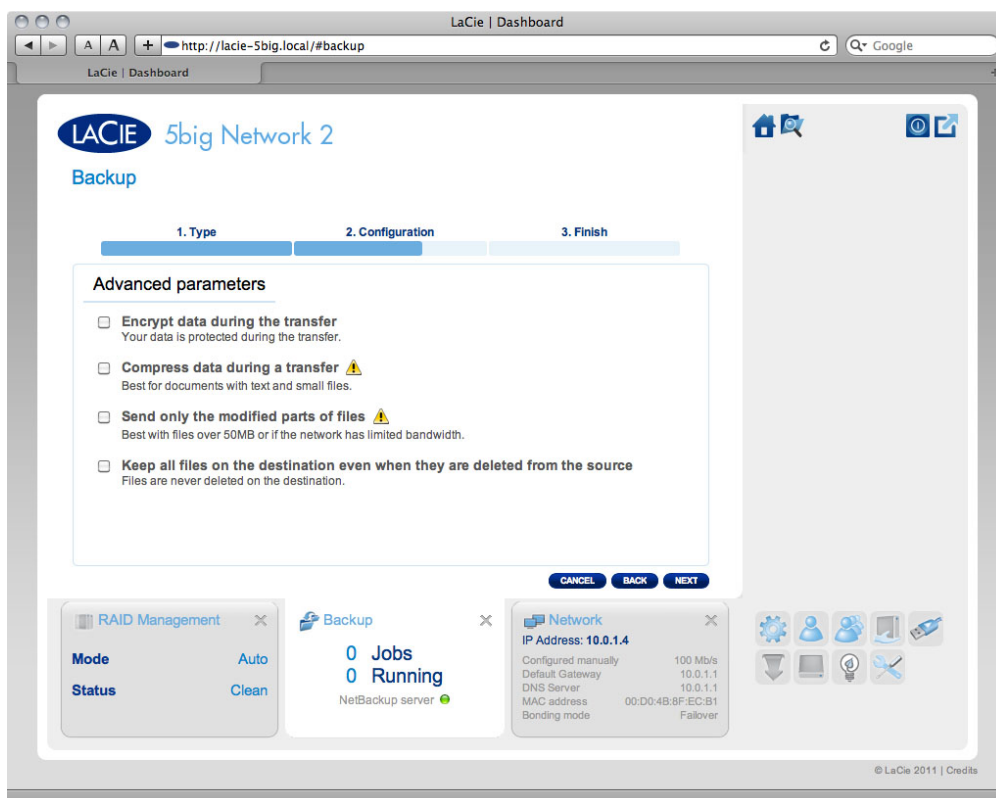 LaCie | Dashboard
A A + http://lacie-5big.local/#backup Google
LaCie | Dashboard
LACIE 5big Network 2
Backup
1. Type 2. Configuration 3. Finish
Advanced parameters
Encrypt data during the transfer
Your data is protected during the transfer.
Compress data during a transfer
Best for documents with text and small files.
Send only the modified parts of files
Best with files over 50MB or if the network has limited bandwidth.
Keep all files on the destination even when they are deleted from the source
Files are never deleted on the destination.
CANCEL BACK NEXT
RAID Management
Mode Auto
Status Clean
Backup
0 Jobs
0 Running
NetBackup server
Network
IP Address: 10.0.1.4
Configured manually 100 Mb/s
Default Gateway 10.0.1.1
DNS Server 10.0.1.1
MAC address 00:D0:4B:8F:EC:B1
Bonding mode Failover
© LaCie 2011 | Credits